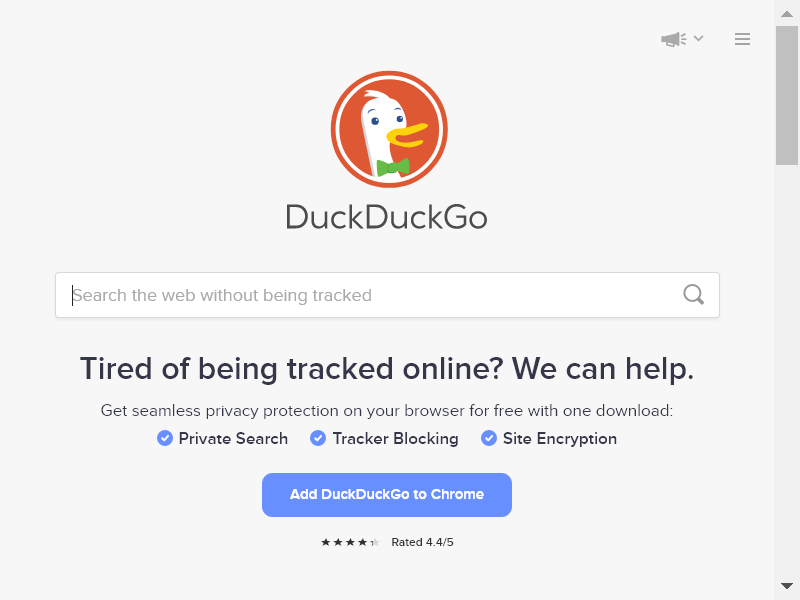 DuckDuckGo
Search the web without being tracked
Tired of being tracked online? We can help.
Get seamless privacy protection on your browser for free with one download:
Private Search Tracker Blocking Site Encryption
Add DuckDuckGo to Chrome
Rated 4.4/5